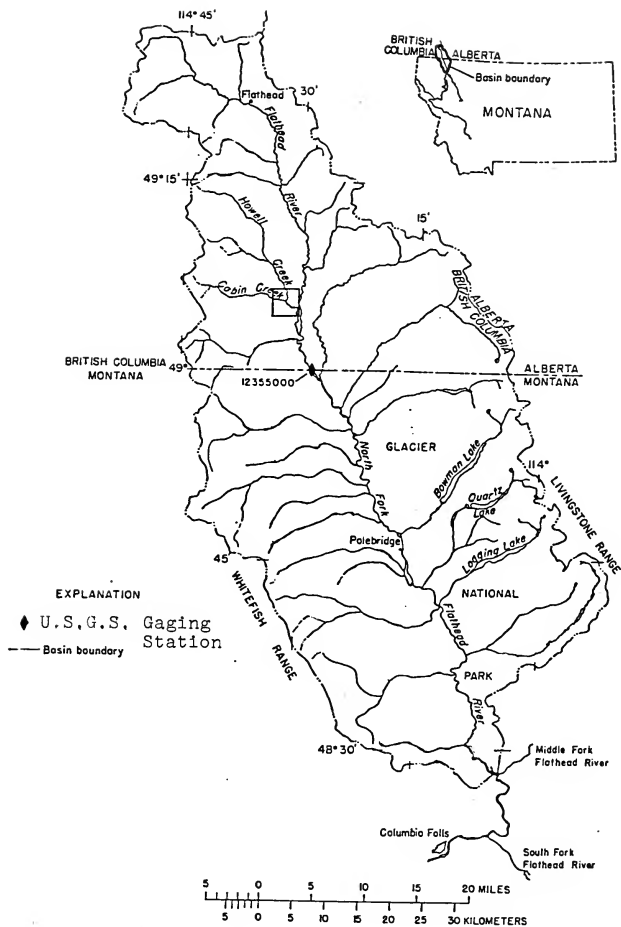 114° 45′
BRITISH
COLUMBIA
ALBERTA
Basin boundary
MONTANA
Flathead
30′
Flathead
River
49° 15′
Howell
Creek
15′
Cabin Creek
ALBERTA
BRITISH COLUMBIA
BRITISH COLUMBIA
MONTANA
49°
12355000
ALBERTA
MONTANA
North
Fork
GLACIER
Bowman Lake
114°
Quartz
Lake
LIVINGSTONE RANGE
Polebridge
Logging Lake
45′
EXPLANATION
U.S.G.S. Gaging
Station
Basin boundary
WHITEFISH
RANGE
NATIONAL
Flathead
PARK
River
48° 30′
Middle Fork
Flathead River
Columbia Falls
South Fork
Flathead River
5 0 5 10 15 20 MILES
5 0 5 10 15 20 25 30 KILOMETERS